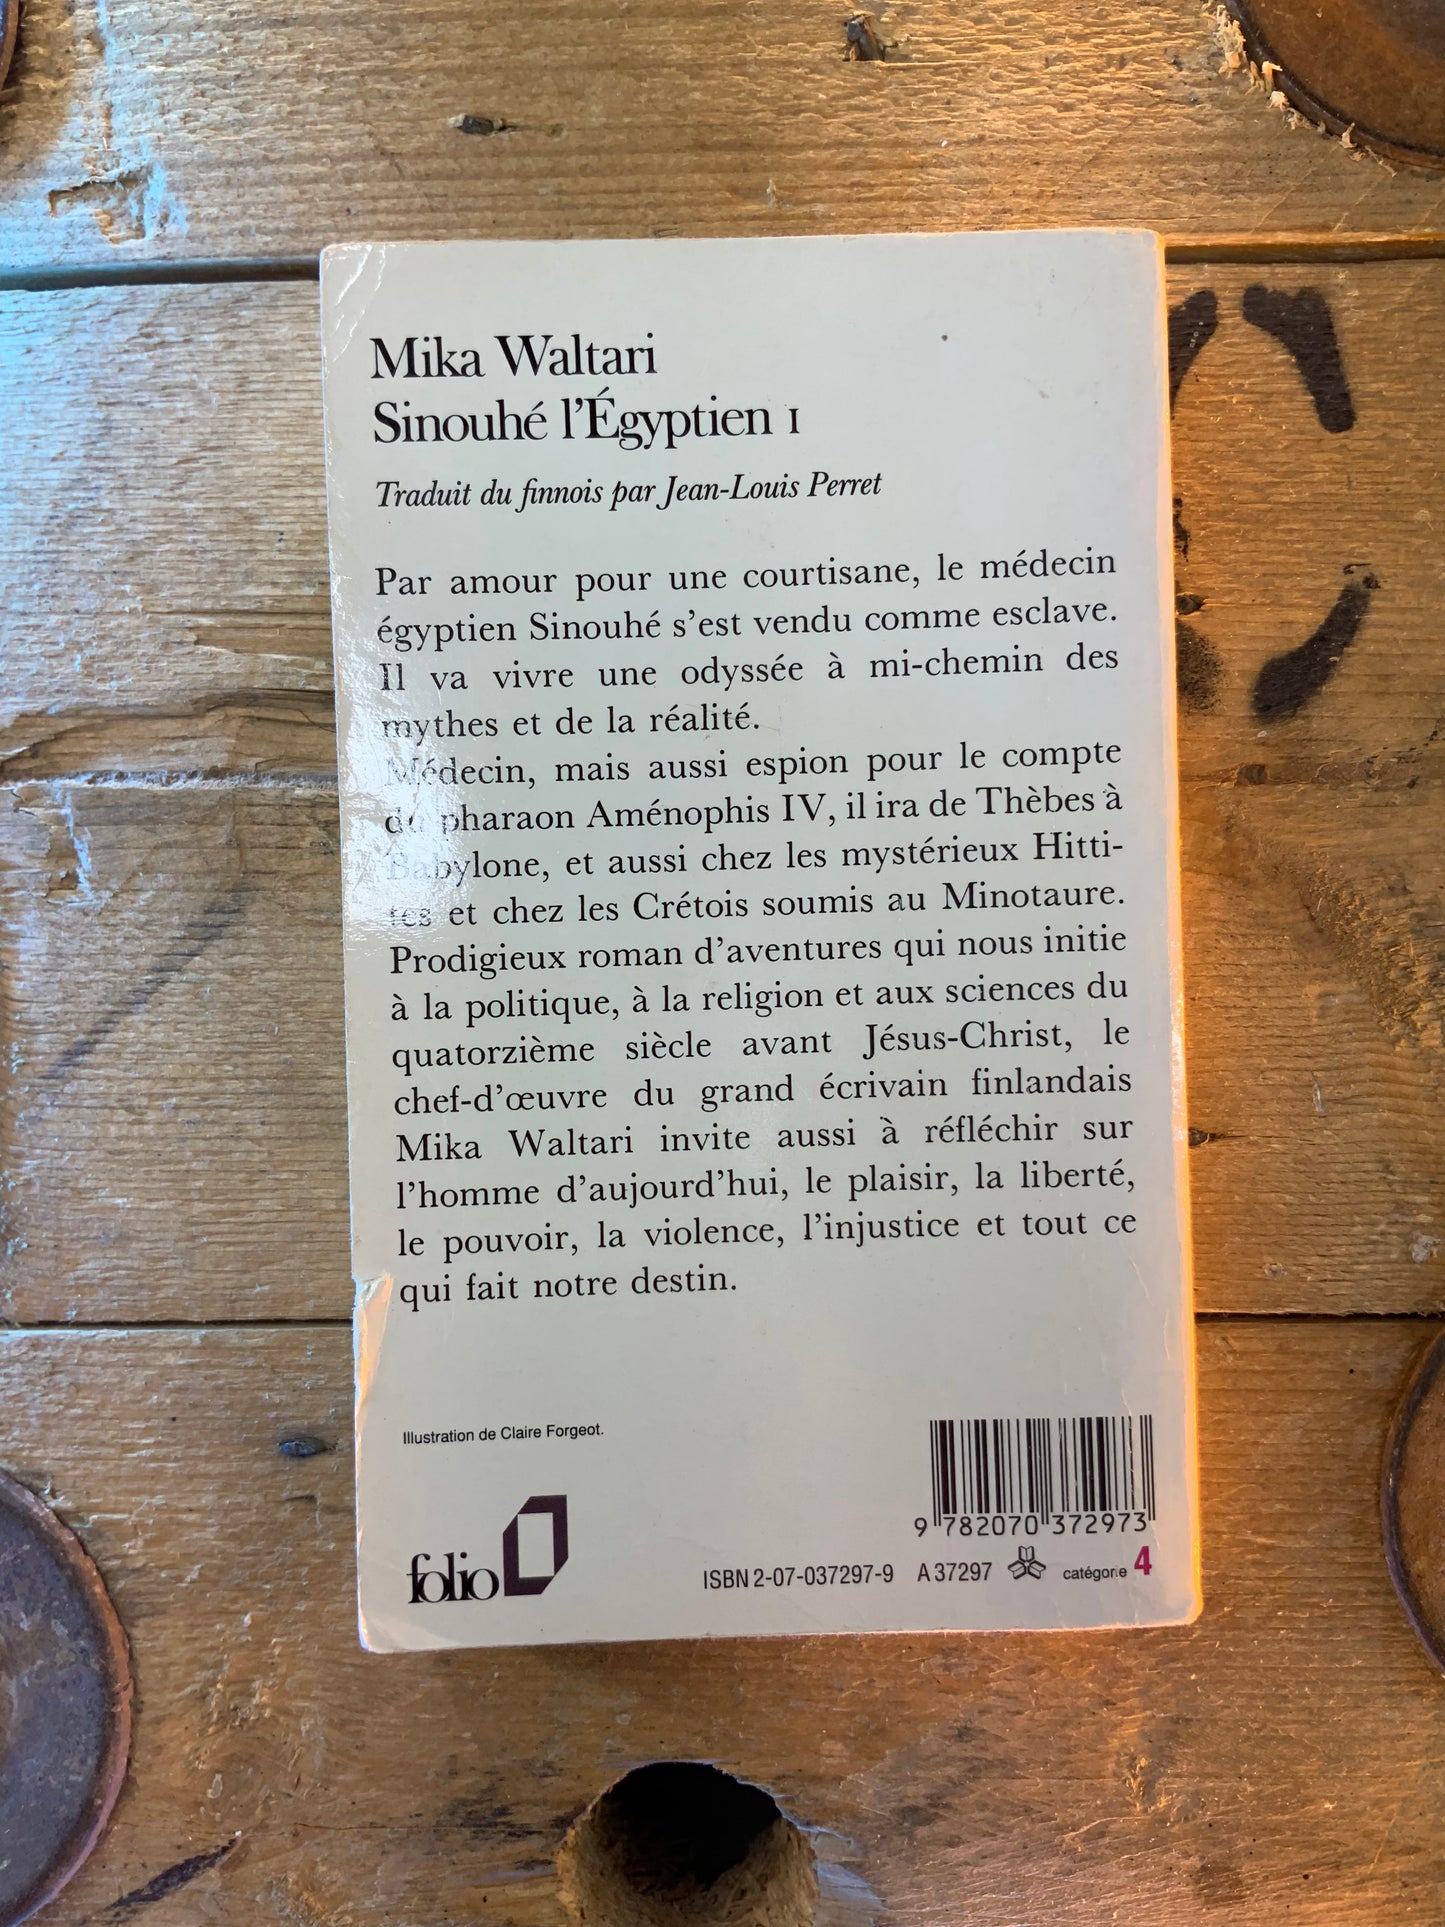 Mika Waltari
Sinouhé l'Égyptien I
Traduit du finnois par Jean-Louis Perret
Par amour pour une courtisane, le médecin
égyptien Sinouhé s'est vendu comme esclave.
Il va vivre une odyssée à mi-chemin des
mythes et de la réalité.
Médecin, mais aussi espion pour le compte
du pharaon Aménophis IV, il ira de Thèbes à
Babylone, et aussi chez les mystérieux Hitti-
tes et chez les Crétois soumis au Minotaure.
Prodigieux roman d'aventures qui nous initie
à la politique, à la religion et aux sciences du
quatorzième siècle avant Jésus-Christ, le
chef-d'œuvre du grand écrivain finlandais
Mika Waltari invite aussi à réfléchir sur
l'homme d'aujourd'hui, le plaisir, la liberté,
le pouvoir, la violence, l'injustice et tout ce
qui fait notre destin.
Illustration de Claire Forgeot.
9 782070 372973
folio
ISBN 2-07-037297-9 A 37297 catégorie 4